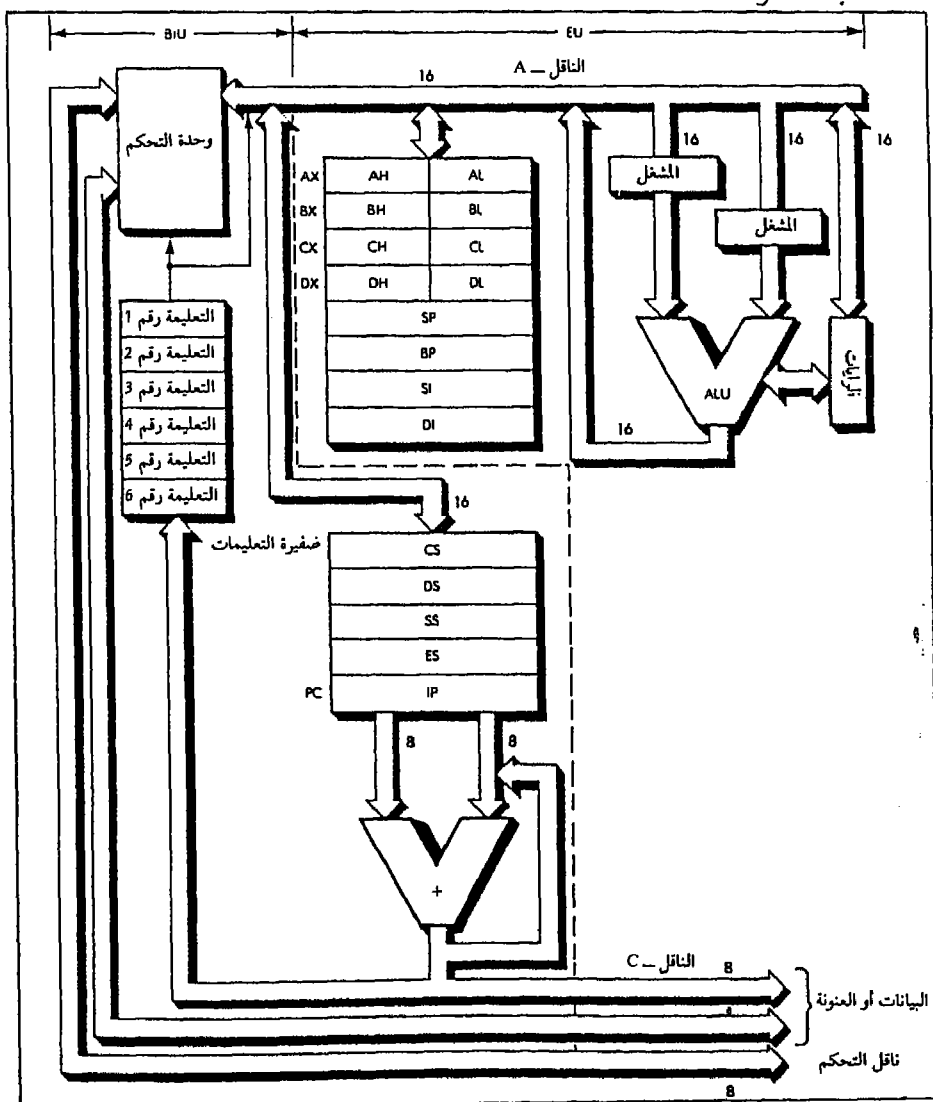 BIU
EU
الناقل — A
16
وحدة التحكم
16
16
16
المشغل
المشغل
AX AH AL
BX BH BL
CX CH CL
DX DH DL
SP
BP
SI
DI
ALU
الرايات
16
التعليمة رقم 1
التعليمة رقم 2
التعليمة رقم 3
التعليمة رقم 4
التعليمة رقم 5
التعليمة رقم 6
ضفيرة التعليمات
16
CS
DS
SS
ES
PC IP
8
8
+
الناقل — C
8
البيانات أو العنونة
ناقل التحكم
8